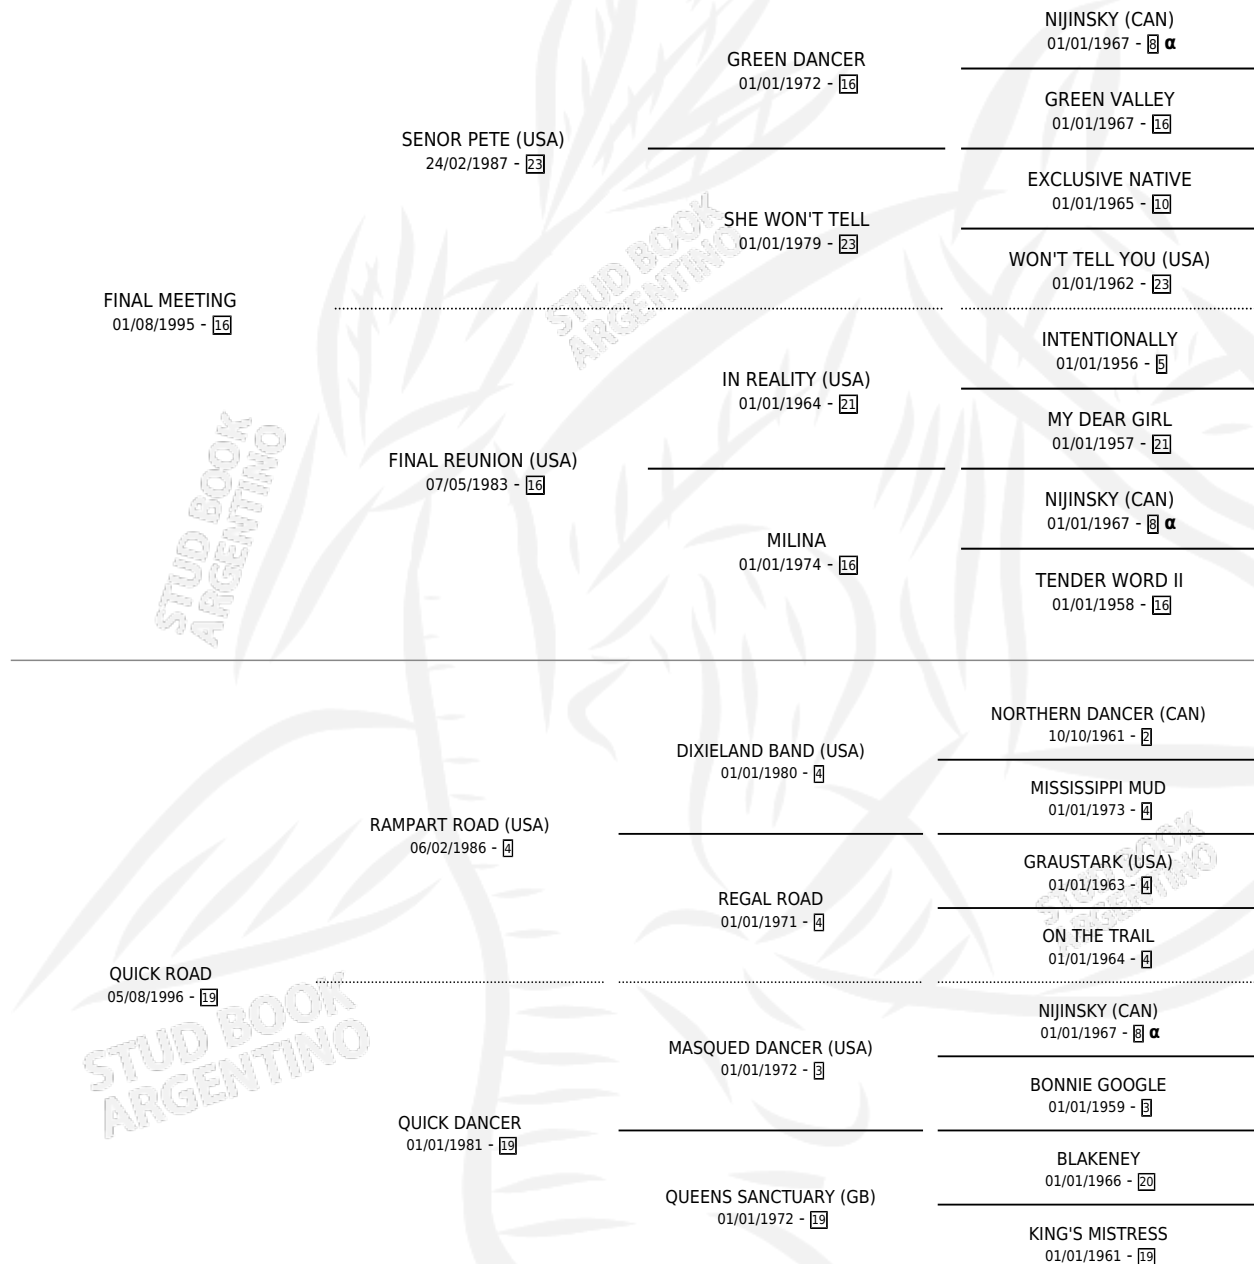 NIJINSKY (CAN)
01/01/1967 - 8 α
GREEN DANCER
01/01/1972 - 16
GREEN VALLEY
01/01/1967 - 16
SENOR PETE (USA)
24/02/1987 - 23
EXCLUSIVE NATIVE
01/01/1965 - 10
SHE WON'T TELL
01/01/1979 - 23
WON'T TELL YOU (USA)
01/01/1962 - 23
FINAL MEETING
01/08/1995 - 16
STUD BOOK
ARGENTINO
INTENTIONALLY
01/01/1956 - 5
IN REALITY (USA)
01/01/1964 - 21
MY DEAR GIRL
01/01/1957 - 21
FINAL REUNION (USA)
07/05/1983 - 16
NIJINSKY (CAN)
01/01/1967 - 8 α
MILINA
01/01/1974 - 16
TENDER WORD II
01/01/1958 - 16
STUD BOOK
ARGENTINO
NORTHERN DANCER (CAN)
10/10/1961 - 2
DIXIELAND BAND (USA)
01/01/1980 - 4
MISSISSIPPI MUD
01/01/1973 - 4
RAMPART ROAD (USA)
06/02/1986 - 4
GRAUSTARK (USA)
01/01/1963 - 4
STUD BOOK
ARGENTINO
REGAL ROAD
01/01/1971 - 4
ON THE TRAIL
01/01/1964 - 4
QUICK ROAD
05/08/1996 - 19
STUD BOOK
ARGENTINO
NIJINSKY (CAN)
01/01/1967 - 8 α
MASQUED DANCER (USA)
01/01/1972 - 3
BONNIE GOOGLE
01/01/1959 - 3
QUICK DANCER
01/01/1981 - 19
BLAKENEY
01/01/1966 - 20
QUEENS SANCTUARY (GB)
01/01/1972 - 19
KING'S MISTRESS
01/01/1961 - 19